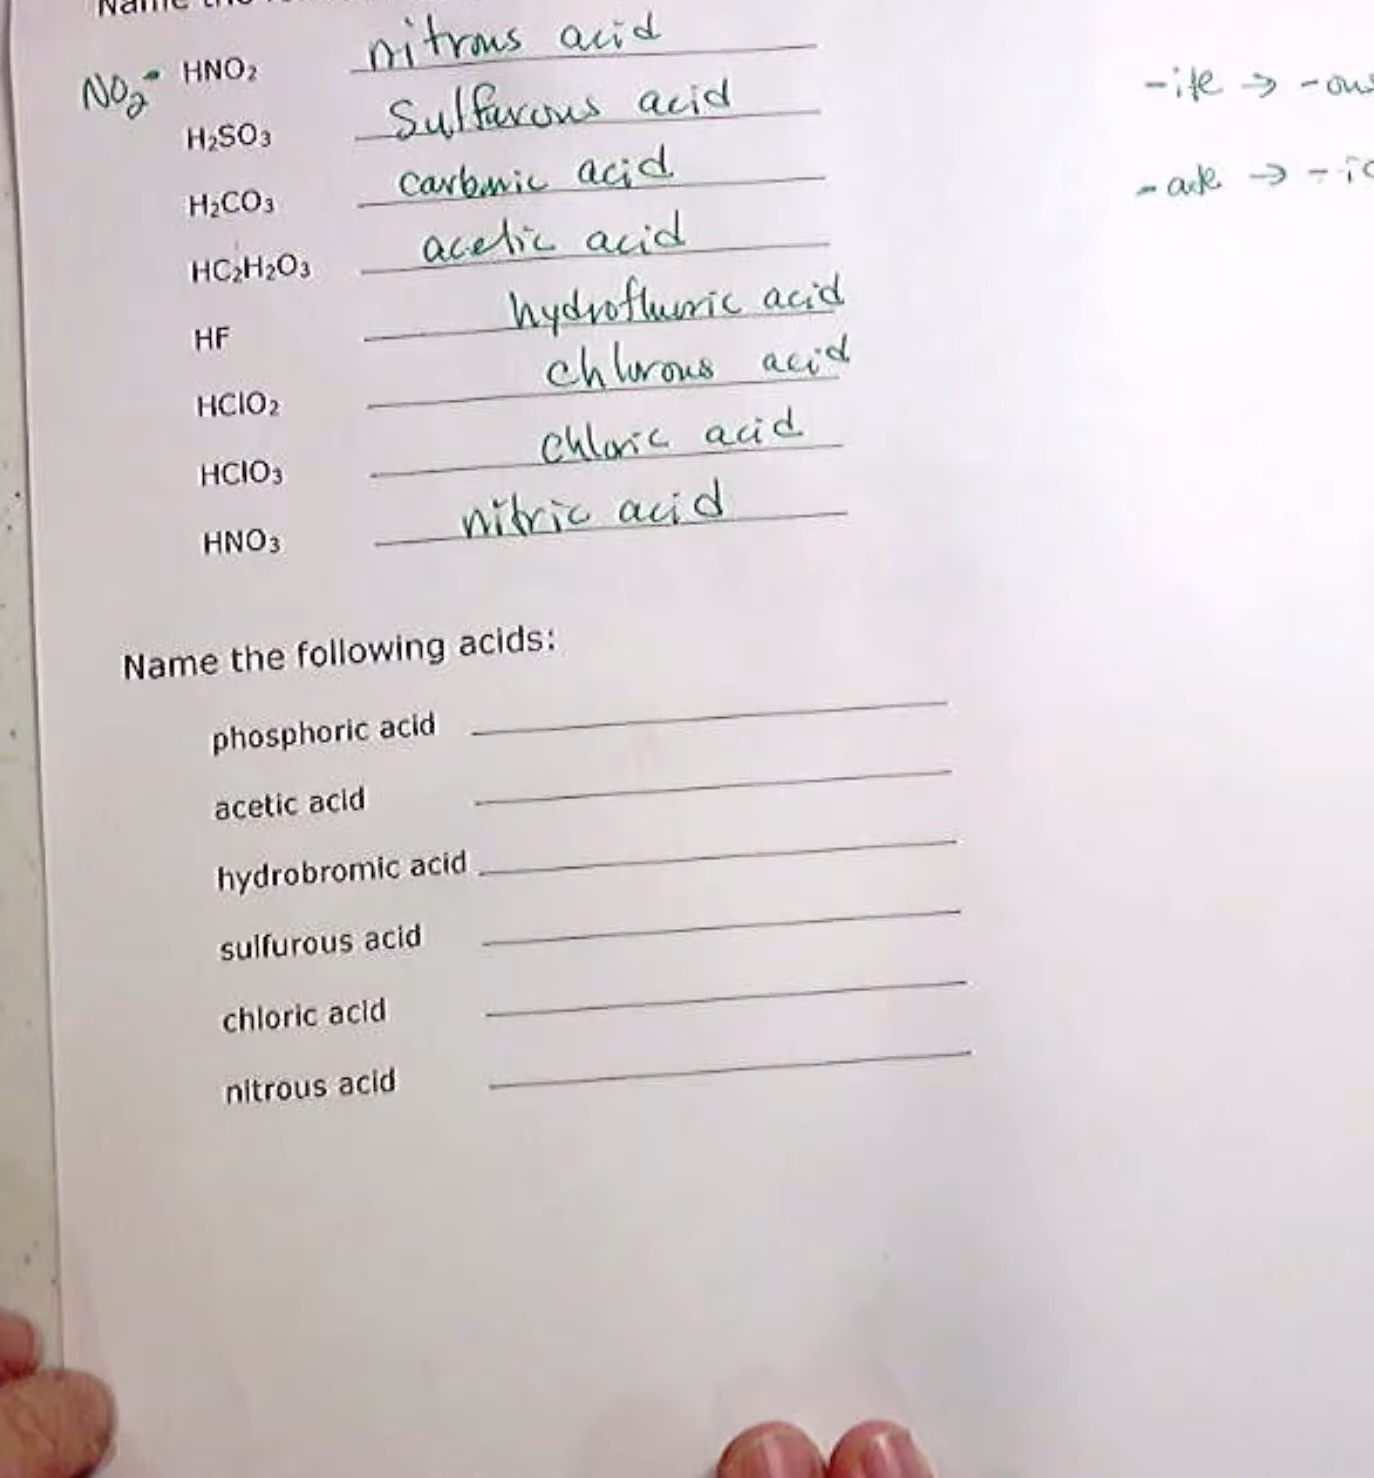 NO₂⁻ HNO₂ nitrous acid
H₂SO₃ Sulfurous acid
H₂CO₃ carbonic acid
HC₂H₂O₃ acetic acid
HF hydrofluoric acid
HClO₂ chlorous acid
HClO₃ chloric acid
HNO₃ nitric acid
-ite → -ous
-ate → -ic
Name the following acids:
phosphoric acid
acetic acid
hydrobromic acid
sulfurous acid
chloric acid
nitrous acid